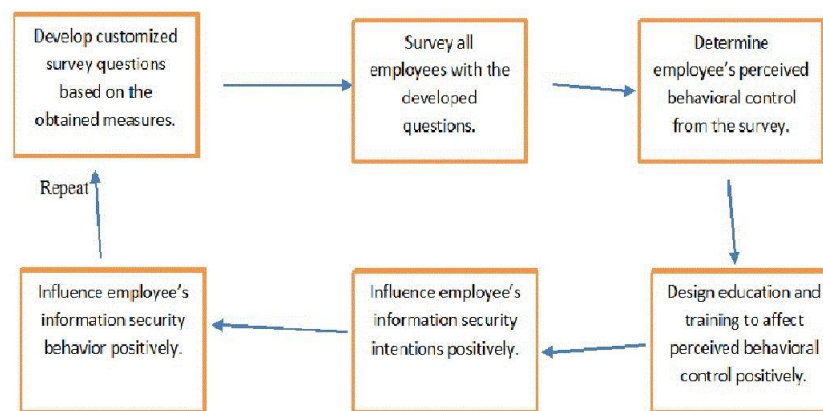 Develop customized
survey questions
based on the
obtained measures.
Survey all
employees with the
developed
questions.
Determine
employee's perceived
behavioral control
from the survey.
Design education and
training to affect
perceived behavioral
control positively.
Influence employee's
information security
intentions positively.
Influence employee's
information security
behavior positively.
Repeat